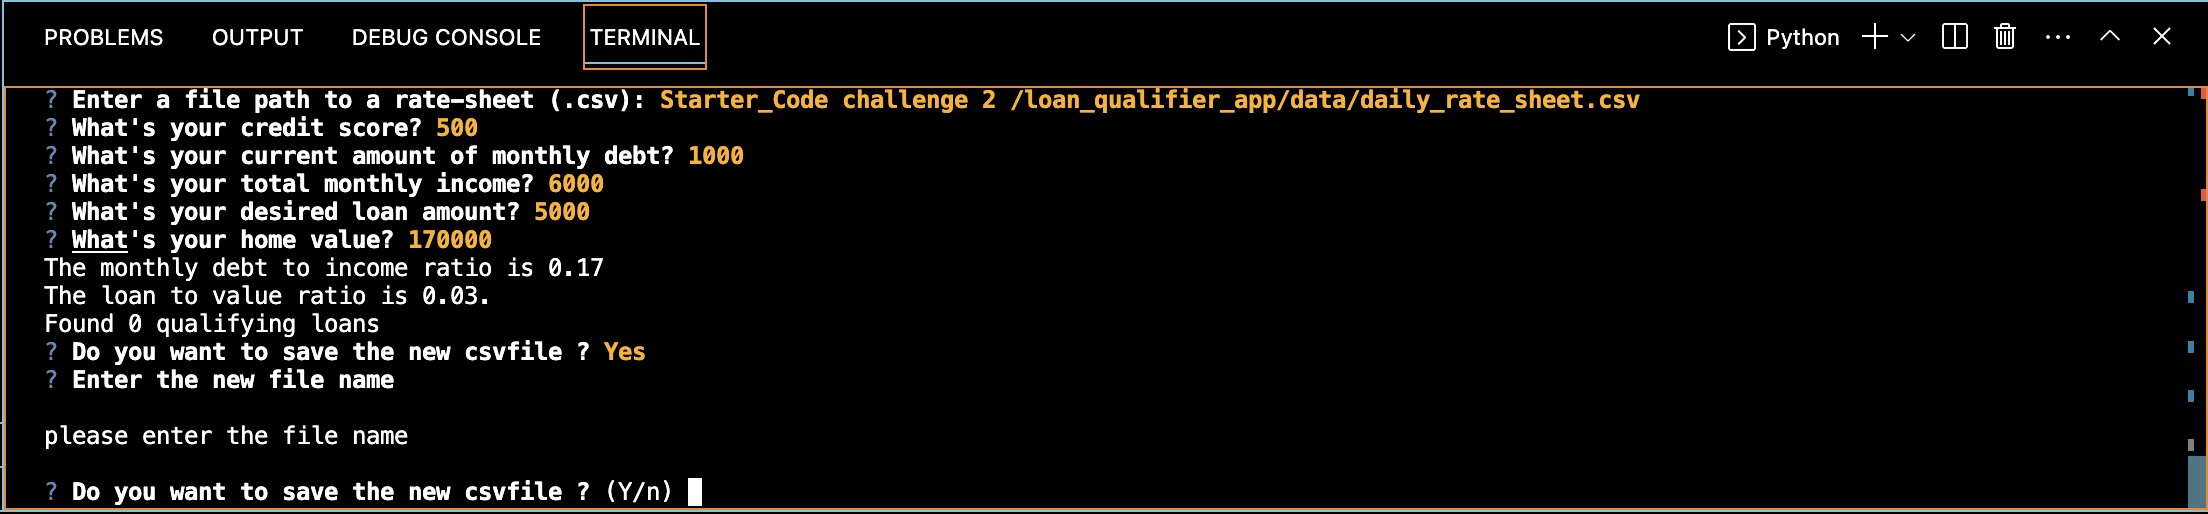 PROBLEMS OUTPUT DEBUG CONSOLE TERMINAL Python
? Enter a file path to a rate-sheet (.csv): Starter_Code challenge 2 /loan_qualifier_app/data/daily_rate_sheet.csv
? What's your credit score? 500
? What's your current amount of monthly debt? 1000
? What's your total monthly income? 6000
? What's your desired loan amount? 5000
? What's your home value? 170000
The monthly debt to income ratio is 0.17
The loan to value ratio is 0.03.
Found 0 qualifying loans
? Do you want to save the new csvfile ? Yes
? Enter the new file name
please enter the file name
? Do you want to save the new csvfile ? (Y/n)